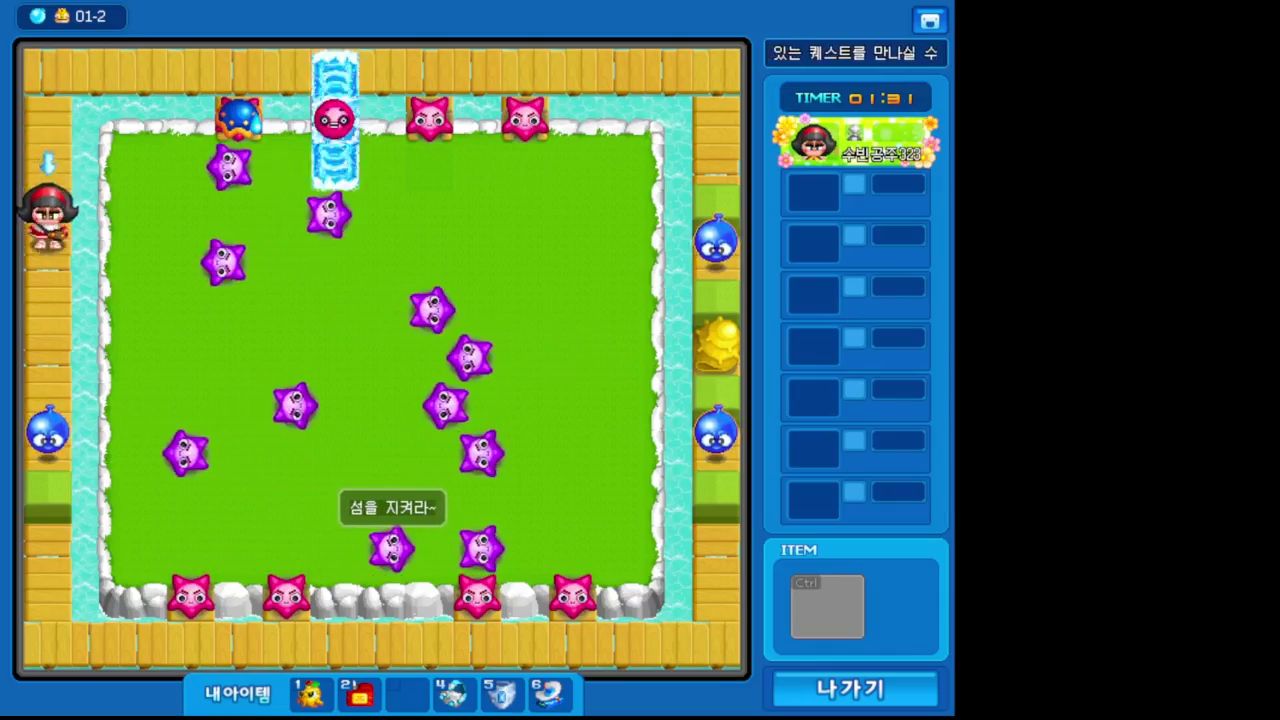 01-2
있는 퀘스트를 만나실 수
TIMER 01:31
수빈공주323
섬을 지켜라~
ITEM
Ctrl
내아이템 1 2 4 5 6
나가기